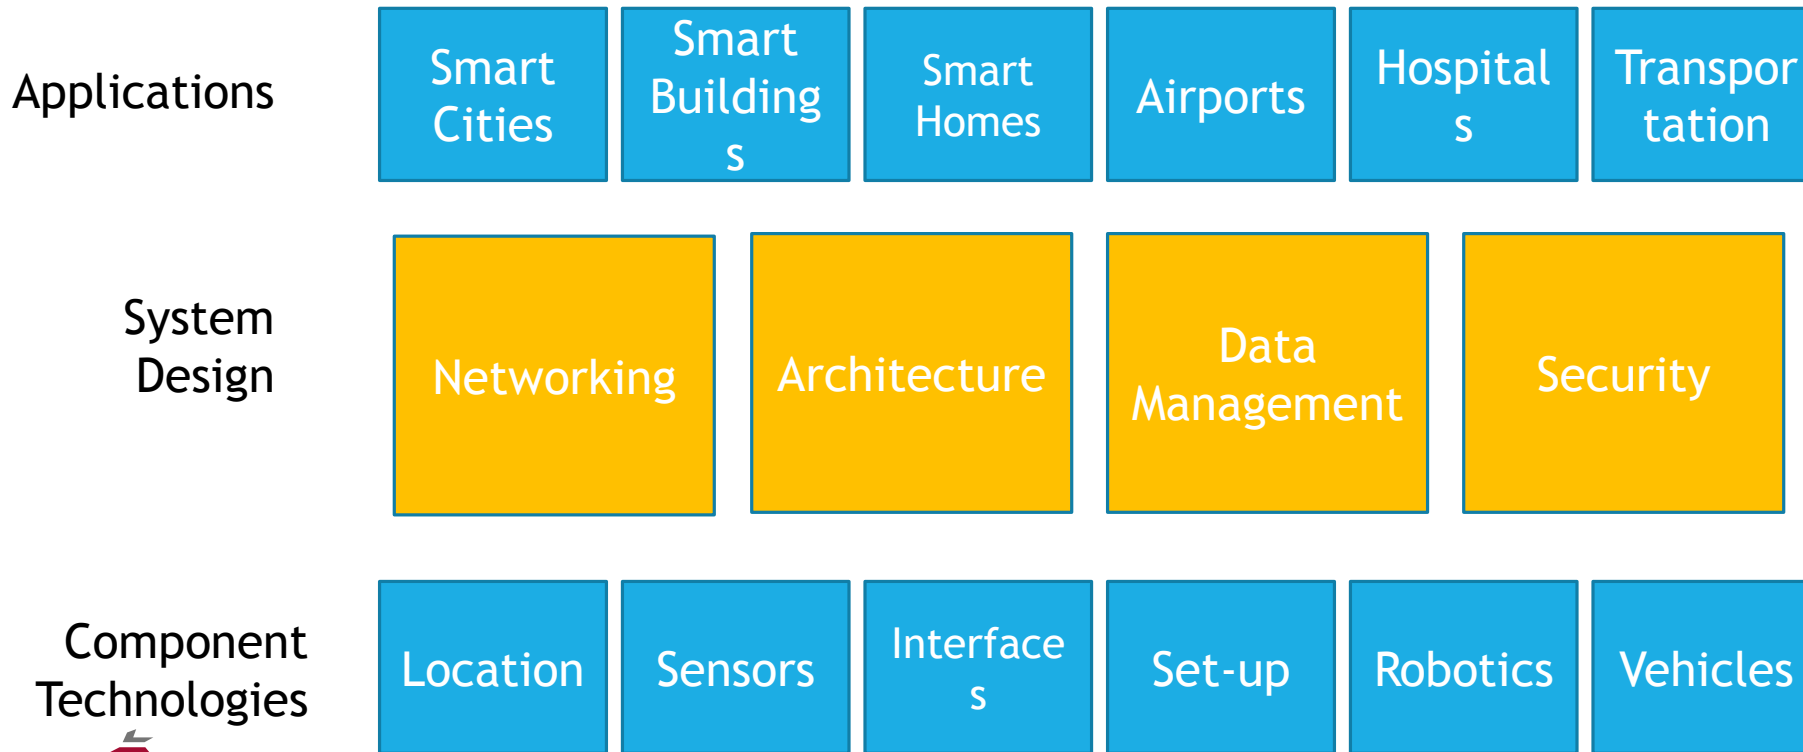 Applications
Smart
Cities
Smart
Building
s
Smart
Homes
Airports
Hospital
s
Transpor
tation
System
Design
Networking
Architecture
Data
Management
Security
Component
Technologies
Location
Sensors
Interface
s
Set-up
Robotics
Vehicles